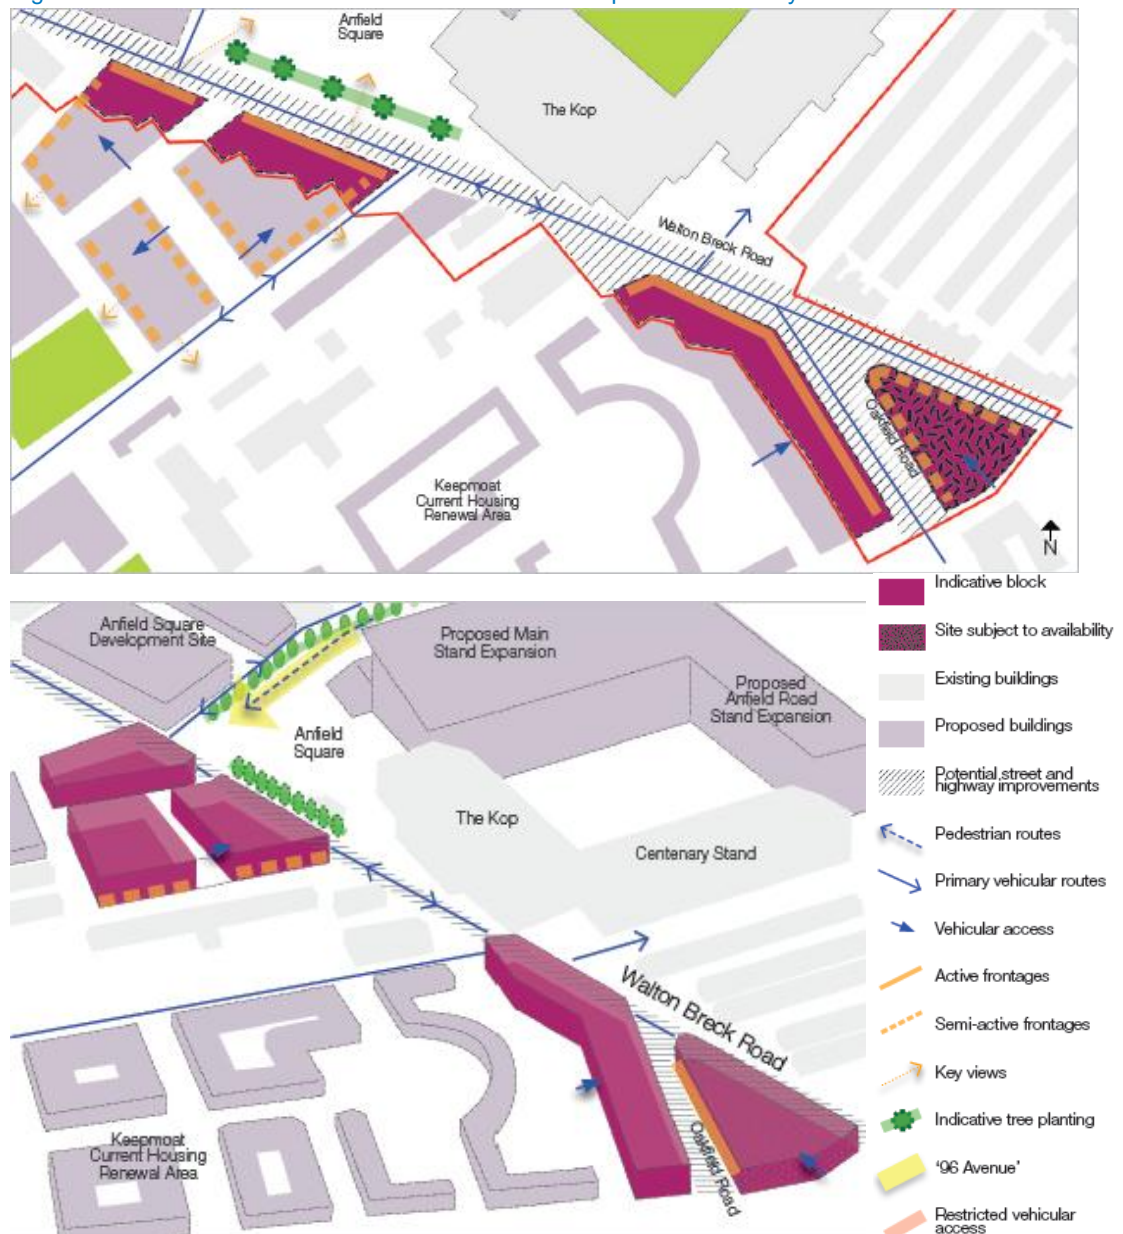 Anfield
Square
The Kop
Walton Breck Road
Oakfield Road
Keepmoat
Current Housing
Renewal Area
N
Indicative block
Site subject to availability
Existing buildings
Proposed buildings
Potential street and
highway improvements
Pedestrian routes
Primary vehicular routes
Vehicular access
Active frontages
Semi-active frontages
Key views
Indicative tree planting
'96 Avenue'
Restricted vehicular
access
Anfield Square
Development Site
Proposed Main
Stand Expansion
Proposed
Anfield Road
Stand Expansion
Anfield
Square
The Kop
Centenary Stand
Walton Breck Road
Oakfield Road
Keepmoat
Current Housing
Renewal Area